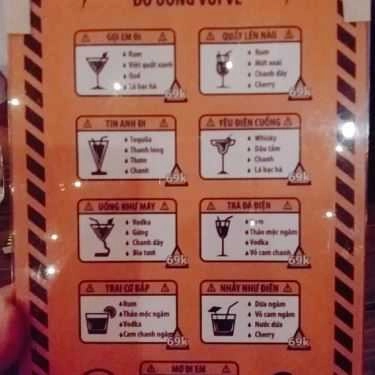 ĐỒ UỐNG VUI VẺ
GỌI EM ĐI
Rum
Việt quất xanh
Quế
Lá bạc hà
69k
QUẨY LÊN NÀO
Rum
Mứt xoài
Chanh dây
Cherry
69k
TIN ANH ĐI
Tequila
Thanh long
Thơm
Chanh
69k
YÊU ĐIÊN CUỒNG
Whisky
Dâu tằm
Chanh
Lá bạc hà
69k
UỐNG NHƯ MÁY
Vodka
Gừng
Chanh dây
Bia tươi
69k
TRÀ ĐÁ ĐIỆN
Rum
Thảo mộc ngâm
Vodka
Vỏ cam chanh
69k
TRAI CƠ BẮP
Rum
Thảo mộc ngâm
Vodka
Cam chanh ngâm
69k
NHẢY NHƯ ĐIÊN
Dứa ngâm
Vỏ cam ngâm
Nước dừa
Cherry
69k
MƠ ĐI EM